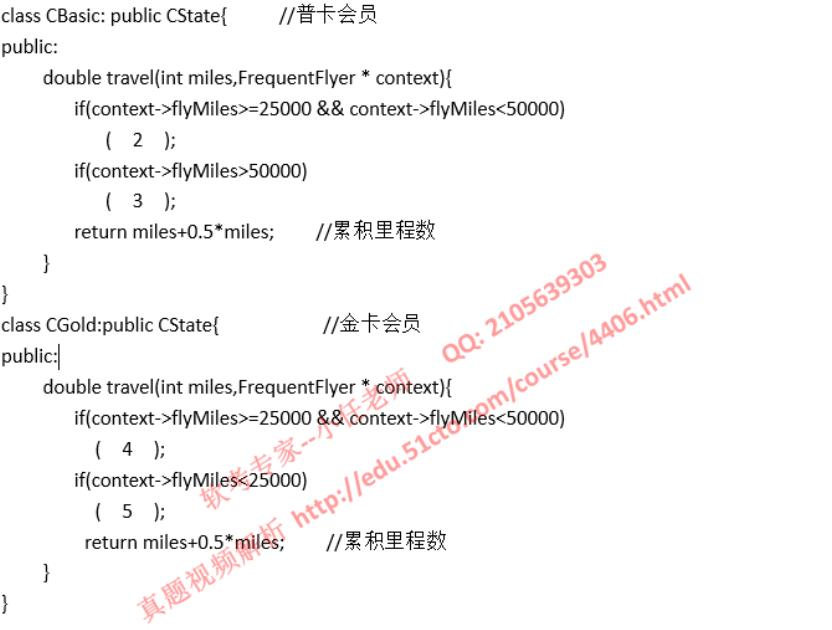 class CBasic: public CState{ //普卡会员
public:
double travel(int miles,FrequentFlyer * context){
if(context->flyMiles>=25000 && context->flyMiles<50000)
( 2 );
if(context->flyMiles>50000)
( 3 );
return miles+0.5*miles; //累积里程数
}
}
class CGold:public CState{ //金卡会员
public:
double travel(int miles,FrequentFlyer * context){
if(context->flyMiles>=25000 && context->flyMiles<50000)
( 4 );
if(context->flyMiles<25000)
( 5 );
return miles+0.5*miles; //累积里程数
}
}
软考专家--小任老师 QQ: 2105639303
真题视频解析 http://edu.51cto.com/course/4406.html